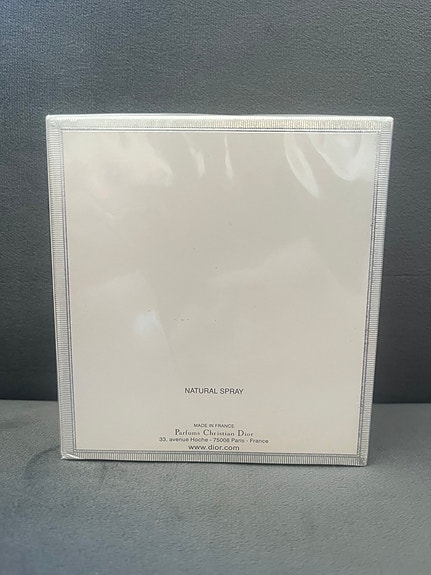 NATURAL SPRAY
MADE IN FRANCE
Parfums Christian Dior
33, avenue Hoche - 75008 Paris - France
www.dior.com